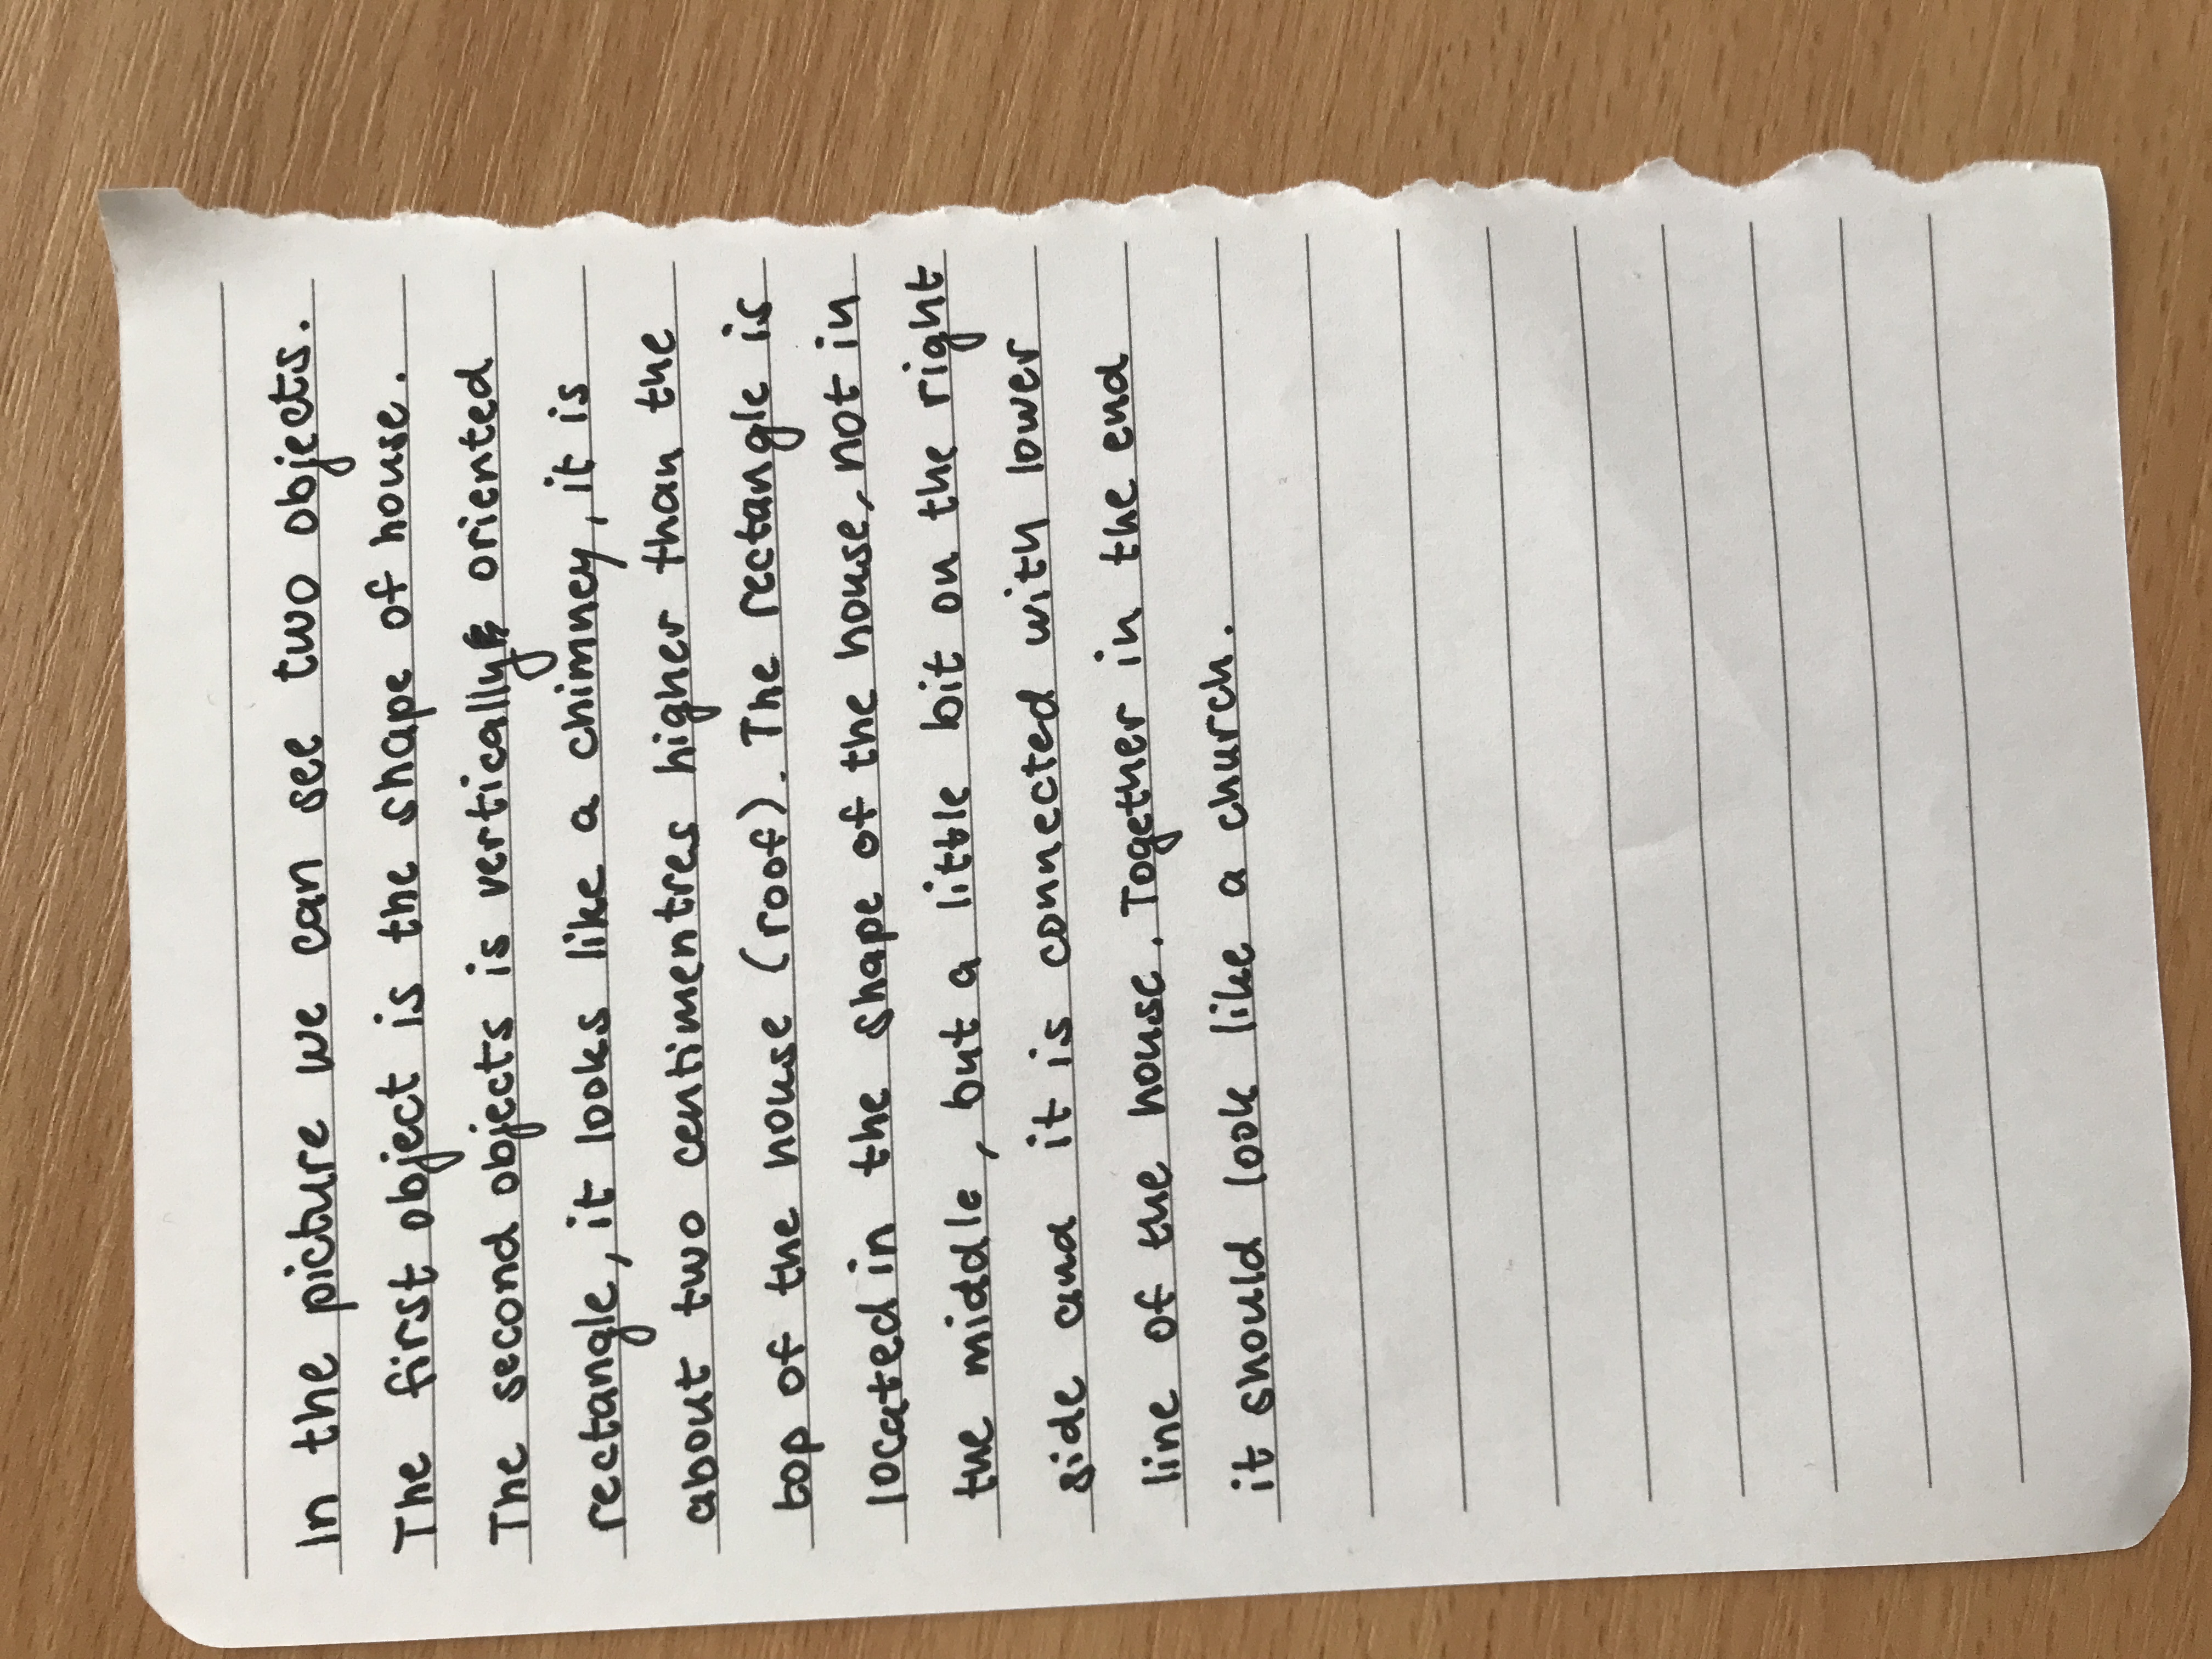 In the picture we can see two objects.
The first object is the shape of house.
The second objects is vertically oriented
rectangle, it looks like a chimney, it is
about two centimentres higher than the
top of the house (roof). The rectangle is
located in the shape of the house, not in
the middle, but a little bit on the right
side and it is connected with lower
line of the house. Together in the end
it should look like a church.